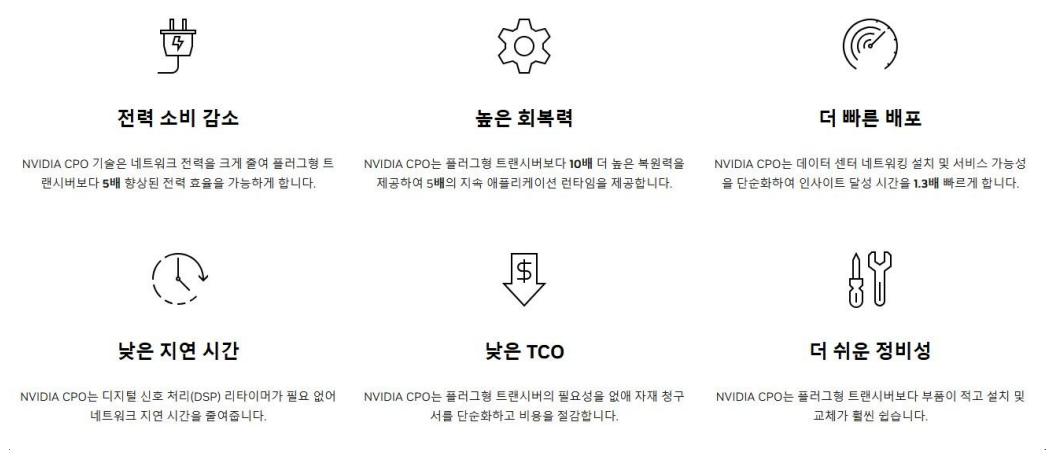 전력 소비 감소
NVIDIA CPO 기술은 네트워크 전력을 크게 줄여 플러그형 트
랜시버보다 5배 향상된 전력 효율을 가능하게 합니다.
높은 회복력
NVIDIA CPO는 플러그형 트랜시버보다 10배 더 높은 복원력을
제공하여 5배의 지속 애플리케이션 런타임을 제공합니다.
더 빠른 배포
NVIDIA CPO는 데이터 센터 네트워킹 설치 및 서비스 가능성
을 단순화하여 인사이트 달성 시간을 1.3배 빠르게 합니다.
낮은 지연 시간
NVIDIA CPO는 디지털 신호 처리(DSP) 리타이머가 필요 없어
네트워크 지연 시간을 줄여줍니다.
$
낮은 TCO
NVIDIA CPO는 플러그형 트랜시버의 필요성을 없애 자재 청구
서를 단순화하고 비용을 절감합니다.
더 쉬운 정비성
NVIDIA CPO는 플러그형 트랜시버보다 부품이 적고 설치 및
교체가 훨씬 쉽습니다.